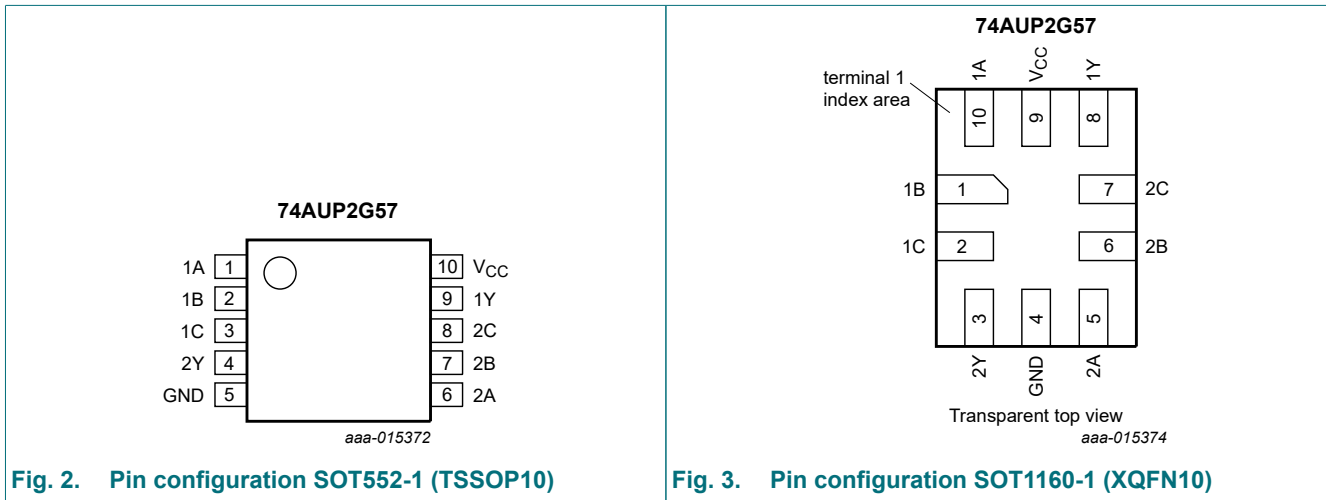 74AUP2G57
1A 1
1B 2
1C 3
2Y 4
GND 5
10 VCC
9 1Y
8 2C
7 2B
6 2A
aaa-015372
Fig. 2. Pin configuration SOT552-1 (TSSOP10)
74AUP2G57
terminal 1
index area
1A VCC 1Y
10 9 8
1B 1 7 2C
1C 2 6 2B
3 4 5
2Y GND 2A
Transparent top view
aaa-015374
Fig. 3. Pin configuration SOT1160-1 (XQFN10)